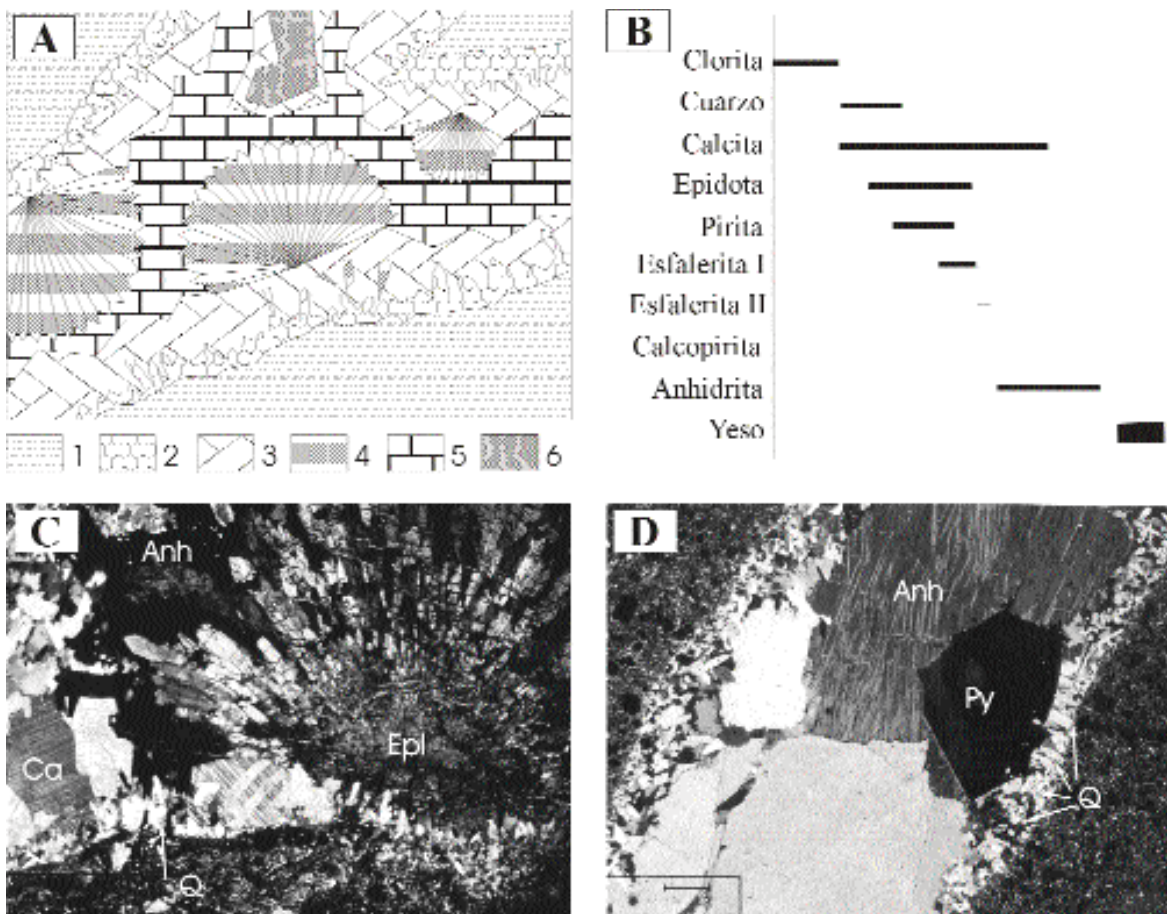 A
1 2 3 4 5 6
B
Clorita
Cuarzo
Calcita
Epidota
Pirita
Esfalerita I
Esfalerita II
Calcopirita
Anhidrita
Yeso
C
Anh
Epl
Ca
Q
D
Anh
Py
Q